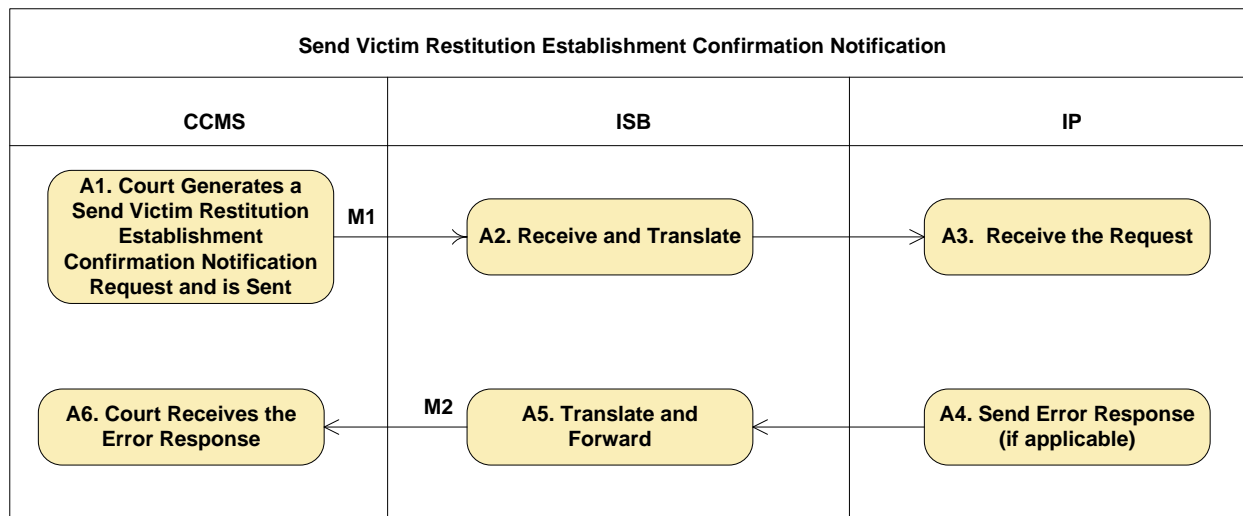 Send Victim Restitution Establishment Confirmation Notification
CCMS
ISB
IP
A1. Court Generates a
Send Victim Restitution
Establishment
Confirmation Notification
Request and is Sent
M1
A2. Receive and Translate
A3. Receive the Request
A6. Court Receives the
Error Response
M2
A5. Translate and
Forward
A4. Send Error Response
(if applicable)